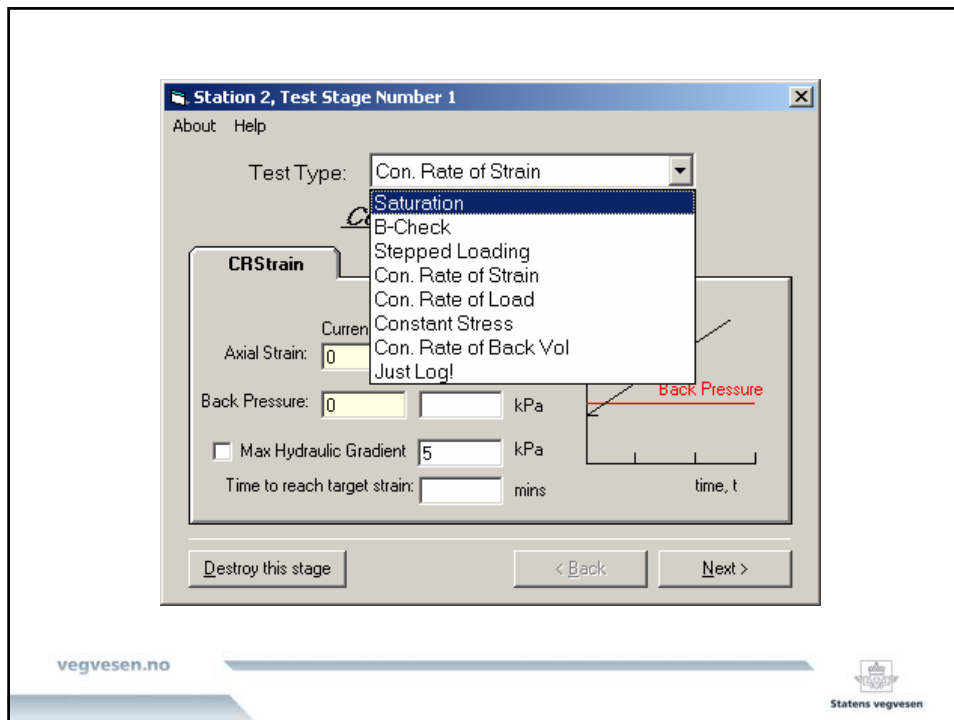 Station 2, Test Stage Number 1
About Help
Test Type: Con. Rate of Strain
Saturation
B-Check
Stepped Loading
Con. Rate of Strain
Con. Rate of Load
Constant Stress
Con. Rate of Back Vol
Just Log!
CRStrain
Axial Strain: 0
Back Pressure: 0 kPa
Max Hydraulic Gradient 5 kPa
Time to reach target strain: mins
Back Pressure
time, t
Destroy this stage
< Back
Next >
vegvesen.no
Statens vegvesen